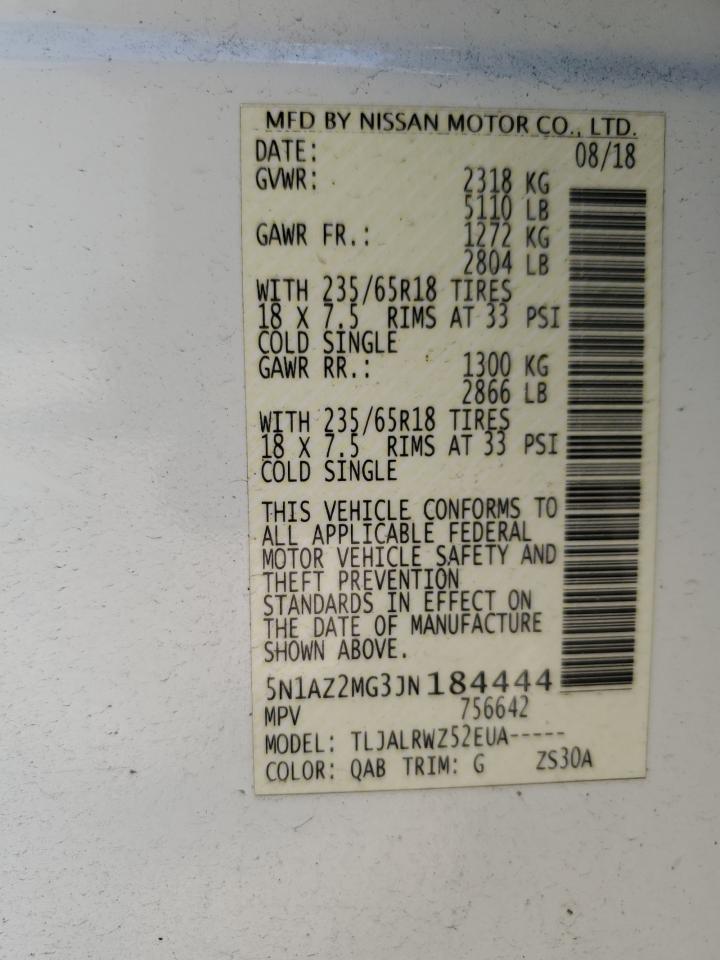 MFD BY NISSAN MOTOR CO., LTD.
DATE: 08/18
GVWR: 2318 KG
5110 LB
GAWR FR.: 1272 KG
2804 LB
WITH 235/65R18 TIRES
18 X 7.5 RIMS AT 33 PSI
COLD SINGLE
GAWR RR.: 1300 KG
2866 LB
WITH 235/65R18 TIRES
18 X 7.5 RIMS AT 33 PSI
COLD SINGLE
THIS VEHICLE CONFORMS TO
ALL APPLICABLE FEDERAL
MOTOR VEHICLE SAFETY AND
THEFT PREVENTION
STANDARDS IN EFFECT ON
THE DATE OF MANUFACTURE
SHOWN ABOVE.
5N1AZ2MG3JN184444
MPV 756642
MODEL: TLJALRWZ52EUA-----
COLOR: QAB TRIM: G ZS30A